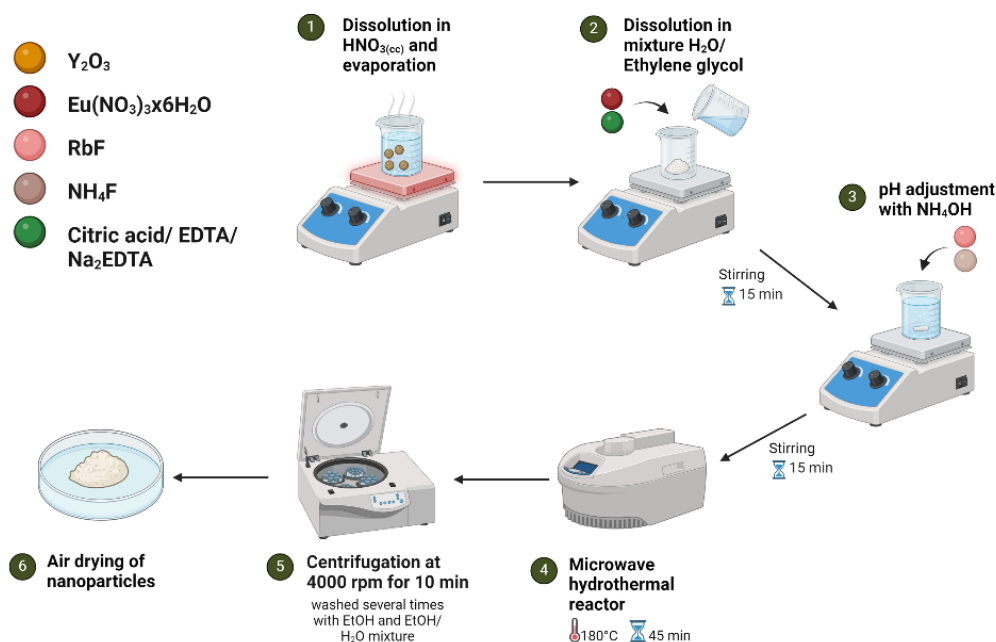 Y₂O₃
Eu(NO₃)₃x6H₂O
RbF
NH₄F
Citric acid/ EDTA/
Na₂EDTA
1
Dissolution in
HNO₃₍cc₎ and
evaporation
2
Dissolution in
mixture H₂O/
Ethylene glycol
3
pH adjustment
with NH₄OH
Stirring
15 min
Stirring
15 min
4
Microwave
hydrothermal
reactor
180°C 45 min
5
Centrifugation at
4000 rpm for 10 min
washed several times
with EtOH and EtOH/
H₂O mixture
6
Air drying of
nanoparticles